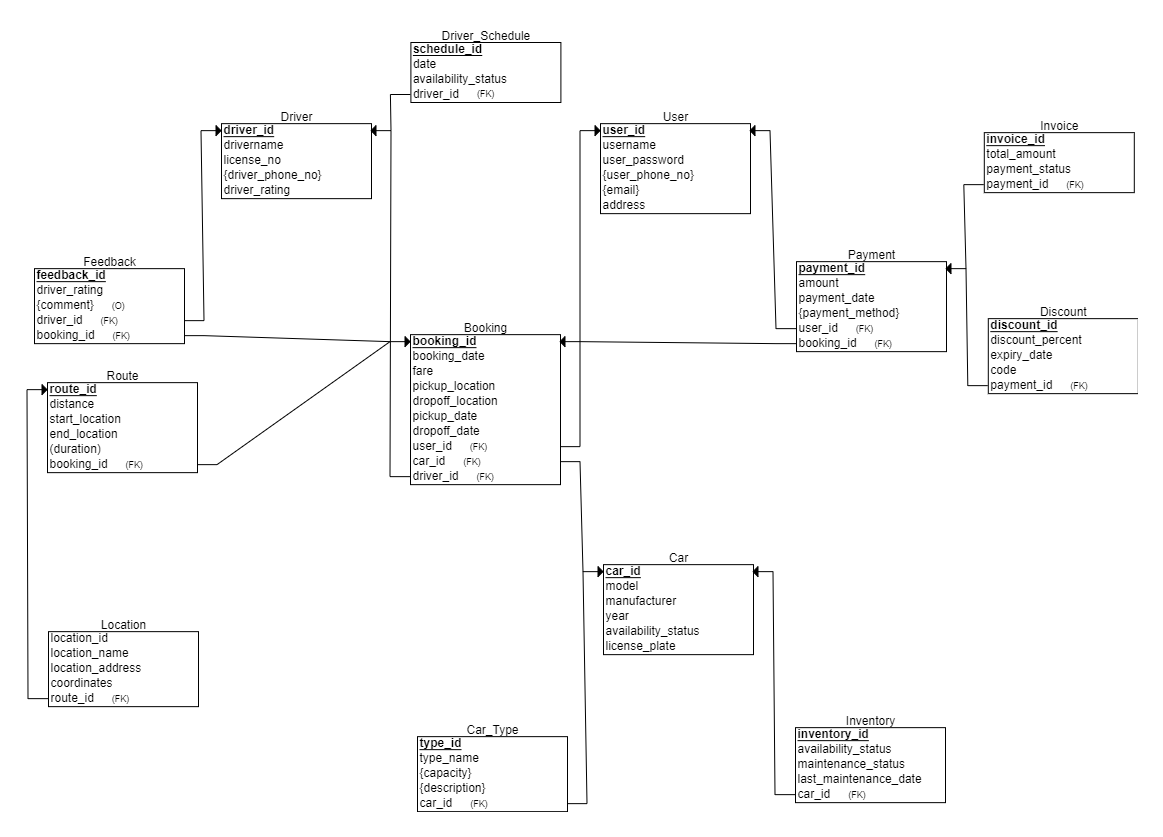 Driver_Schedule
schedule_id
date
availability_status
driver_id (FK)
Driver
driver_id
drivername
license_no
{driver_phone_no}
driver_rating
User
user_id
username
user_password
{user_phone_no}
{email}
address
Invoice
invoice_id
total_amount
payment_status
payment_id (FK)
Feedback
feedback_id
driver_rating
{comment} (O)
driver_id (FK)
booking_id (FK)
Payment
payment_id
amount
payment_date
{payment_method}
user_id (FK)
booking_id (FK)
Discount
discount_id
discount_percent
expiry_date
code
payment_id (FK)
Booking
booking_id
booking_date
fare
pickup_location
dropoff_location
pickup_date
dropoff_date
user_id (FK)
car_id (FK)
driver_id (FK)
Route
route_id
distance
start_location
end_location
(duration)
booking_id (FK)
Car
car_id
model
manufacturer
year
availability_status
license_plate
Location
location_id
location_name
location_address
coordinates
route_id (FK)
Car_Type
type_id
type_name
{capacity}
{description}
car_id (FK)
Inventory
inventory_id
availability_status
maintenance_status
last_maintenance_date
car_id (FK)